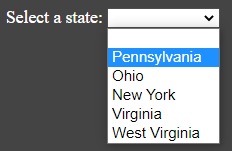 Select a state:
Pennsylvania
Ohio
New York
Virginia
West Virginia